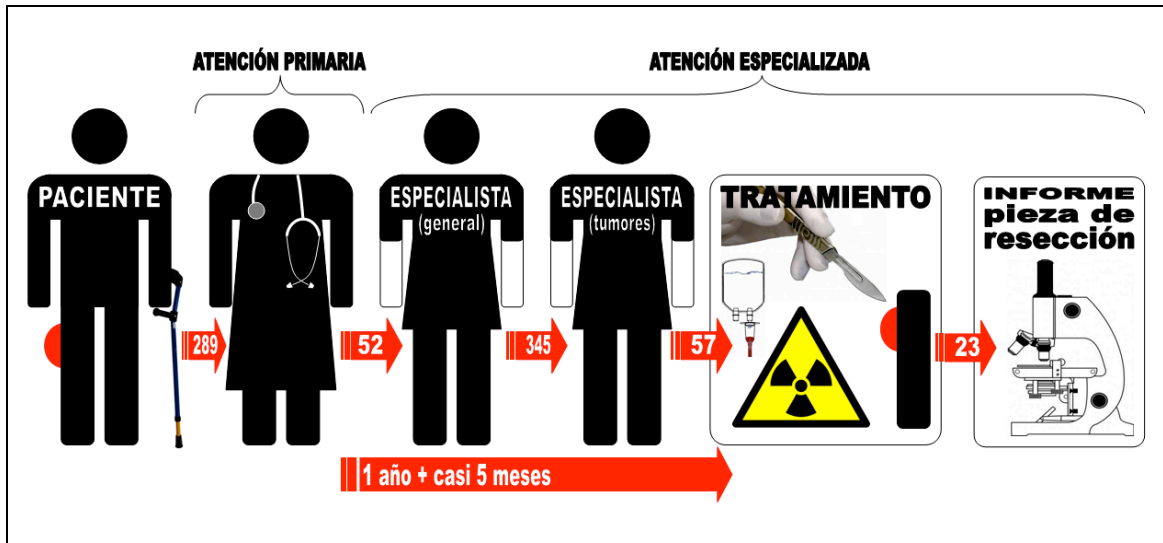 ATENCIÓN PRIMARIA
ATENCIÓN ESPECIALIZADA
PACIENTE
ESPECIALISTA
(general)
ESPECIALISTA
(tumores)
TRATAMIENTO
INFORME
pieza de
resección
289
52
345
57
23
1 año + casi 5 meses